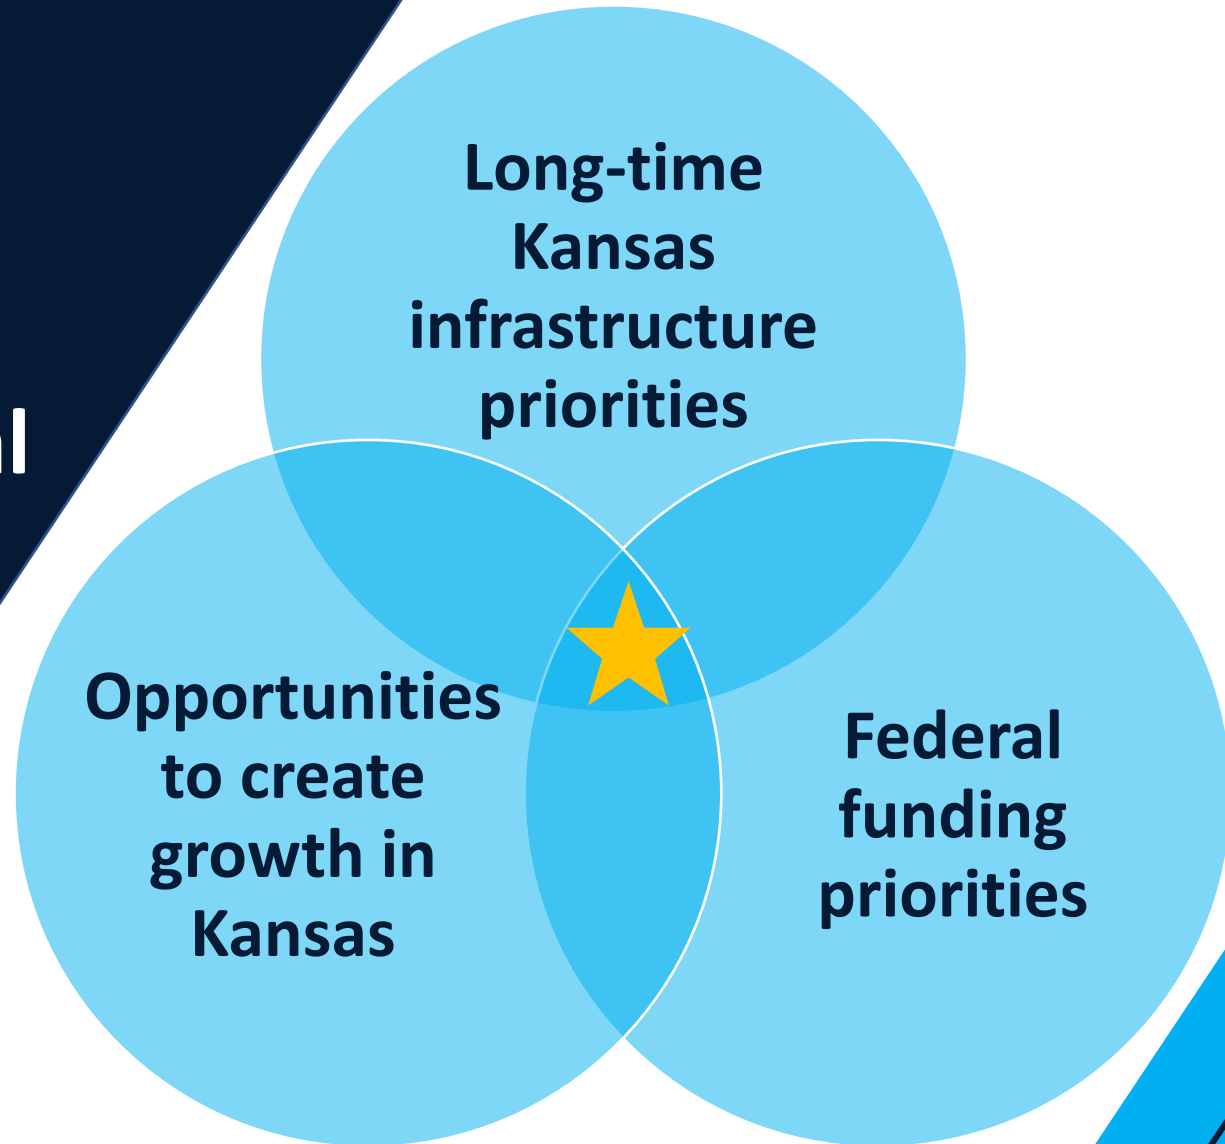 Long-time
Kansas
infrastructure
priorities
Opportunities
to create
growth in
Kansas
Federal
funding
priorities